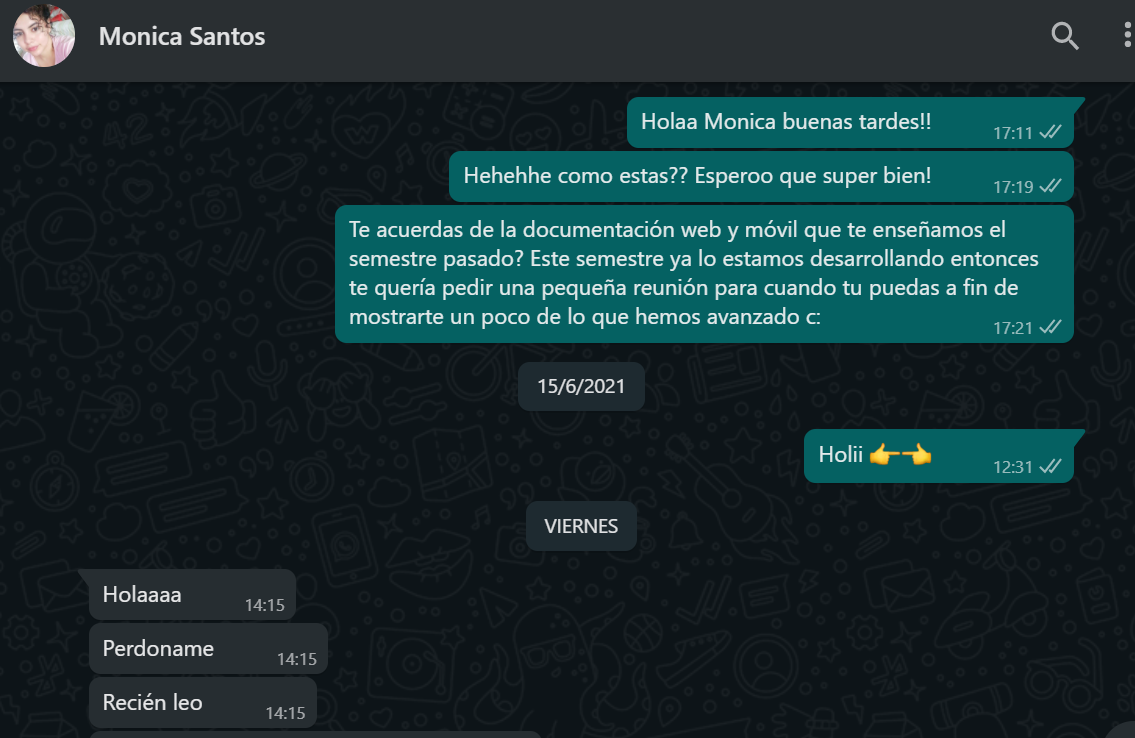 Monica Santos
Holaa Monica buenas tardes!!
17:11
Hehehhe como estas?? Esperoo que super bien!
17:19
Te acuerdas de la documentación web y móvil que te enseñamos el
semestre pasado? Este semestre ya lo estamos desarrollando entonces
te quería pedir una pequeña reunión para cuando tu puedas a fin de
mostrarte un poco de lo que hemos avanzado c:
17:21
15/6/2021
Holii 👉👈
12:31
VIERNES
Holaaaa
14:15
Perdoname
14:15
Recién leo
14:15